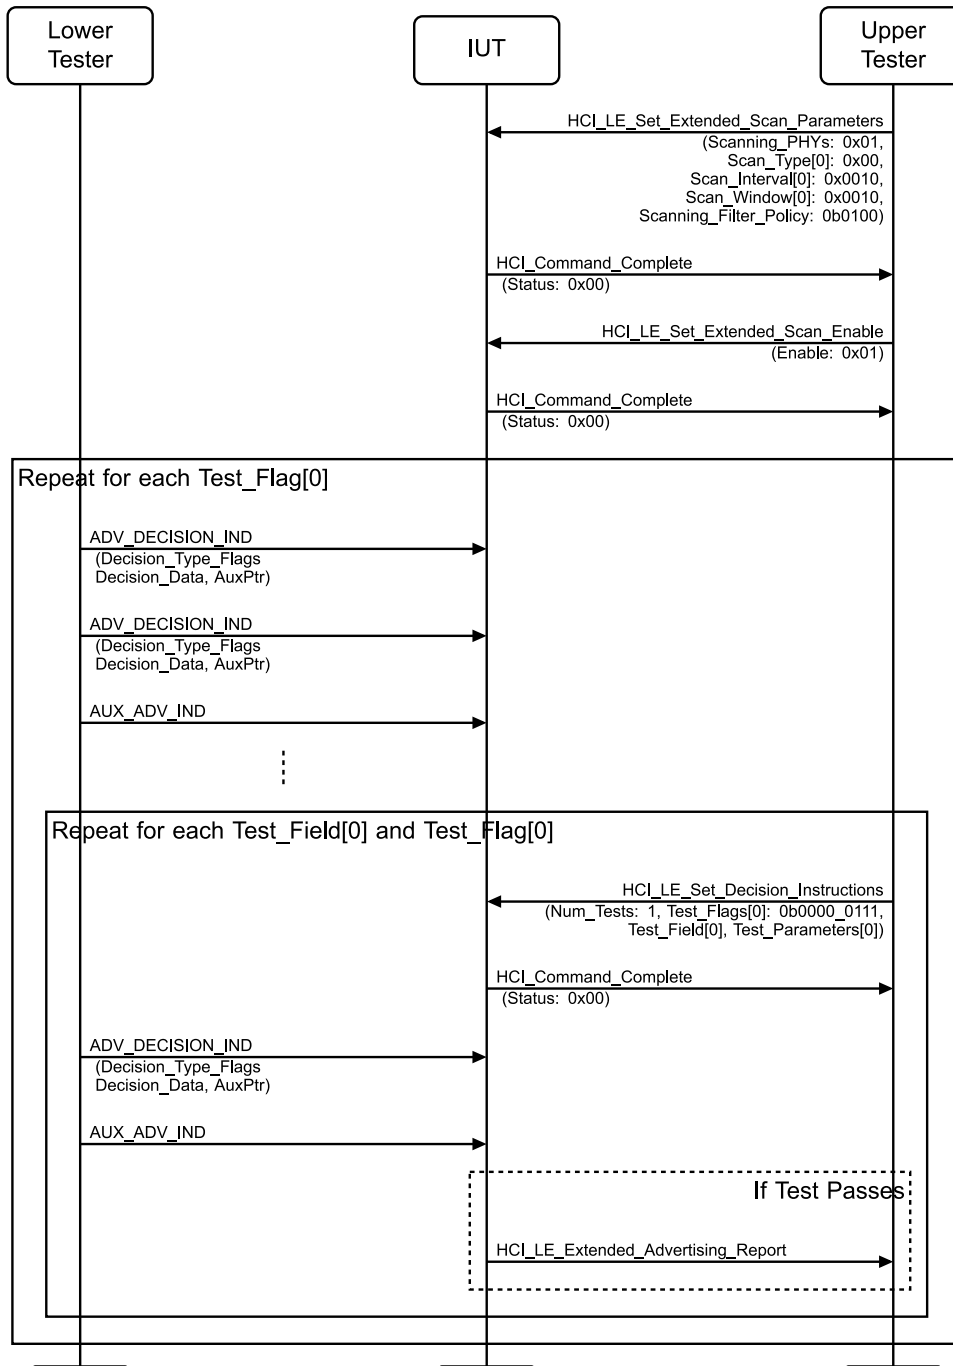 Lower
Tester
IUT
Upper
Tester
HCI_LE_Set_Extended_Scan_Parameters
(Scanning_PHYs: 0x01,
Scan_Type[0]: 0x00,
Scan_Interval[0]: 0x0010,
Scan_Window[0]: 0x0010,
Scanning_Filter_Policy: 0b0100)
HCI_Command_Complete
(Status: 0x00)
HCI_LE_Set_Extended_Scan_Enable
(Enable: 0x01)
HCI_Command_Complete
(Status: 0x00)
Repeat for each Test_Flag[0]
ADV_DECISION_IND
(Decision_Type_Flags
Decision_Data, AuxPtr)
ADV_DECISION_IND
(Decision_Type_Flags
Decision_Data, AuxPtr)
AUX_ADV_IND
Repeat for each Test_Field[0] and Test_Flag[0]
HCI_LE_Set_Decision_Instructions
(Num_Tests: 1, Test_Flags[0]: 0b0000_0111,
Test_Field[0], Test_Parameters[0])
HCI_Command_Complete
(Status: 0x00)
ADV_DECISION_IND
(Decision_Type_Flags
Decision_Data, AuxPtr)
AUX_ADV_IND
If Test Passes
HCI_LE_Extended_Advertising_Report